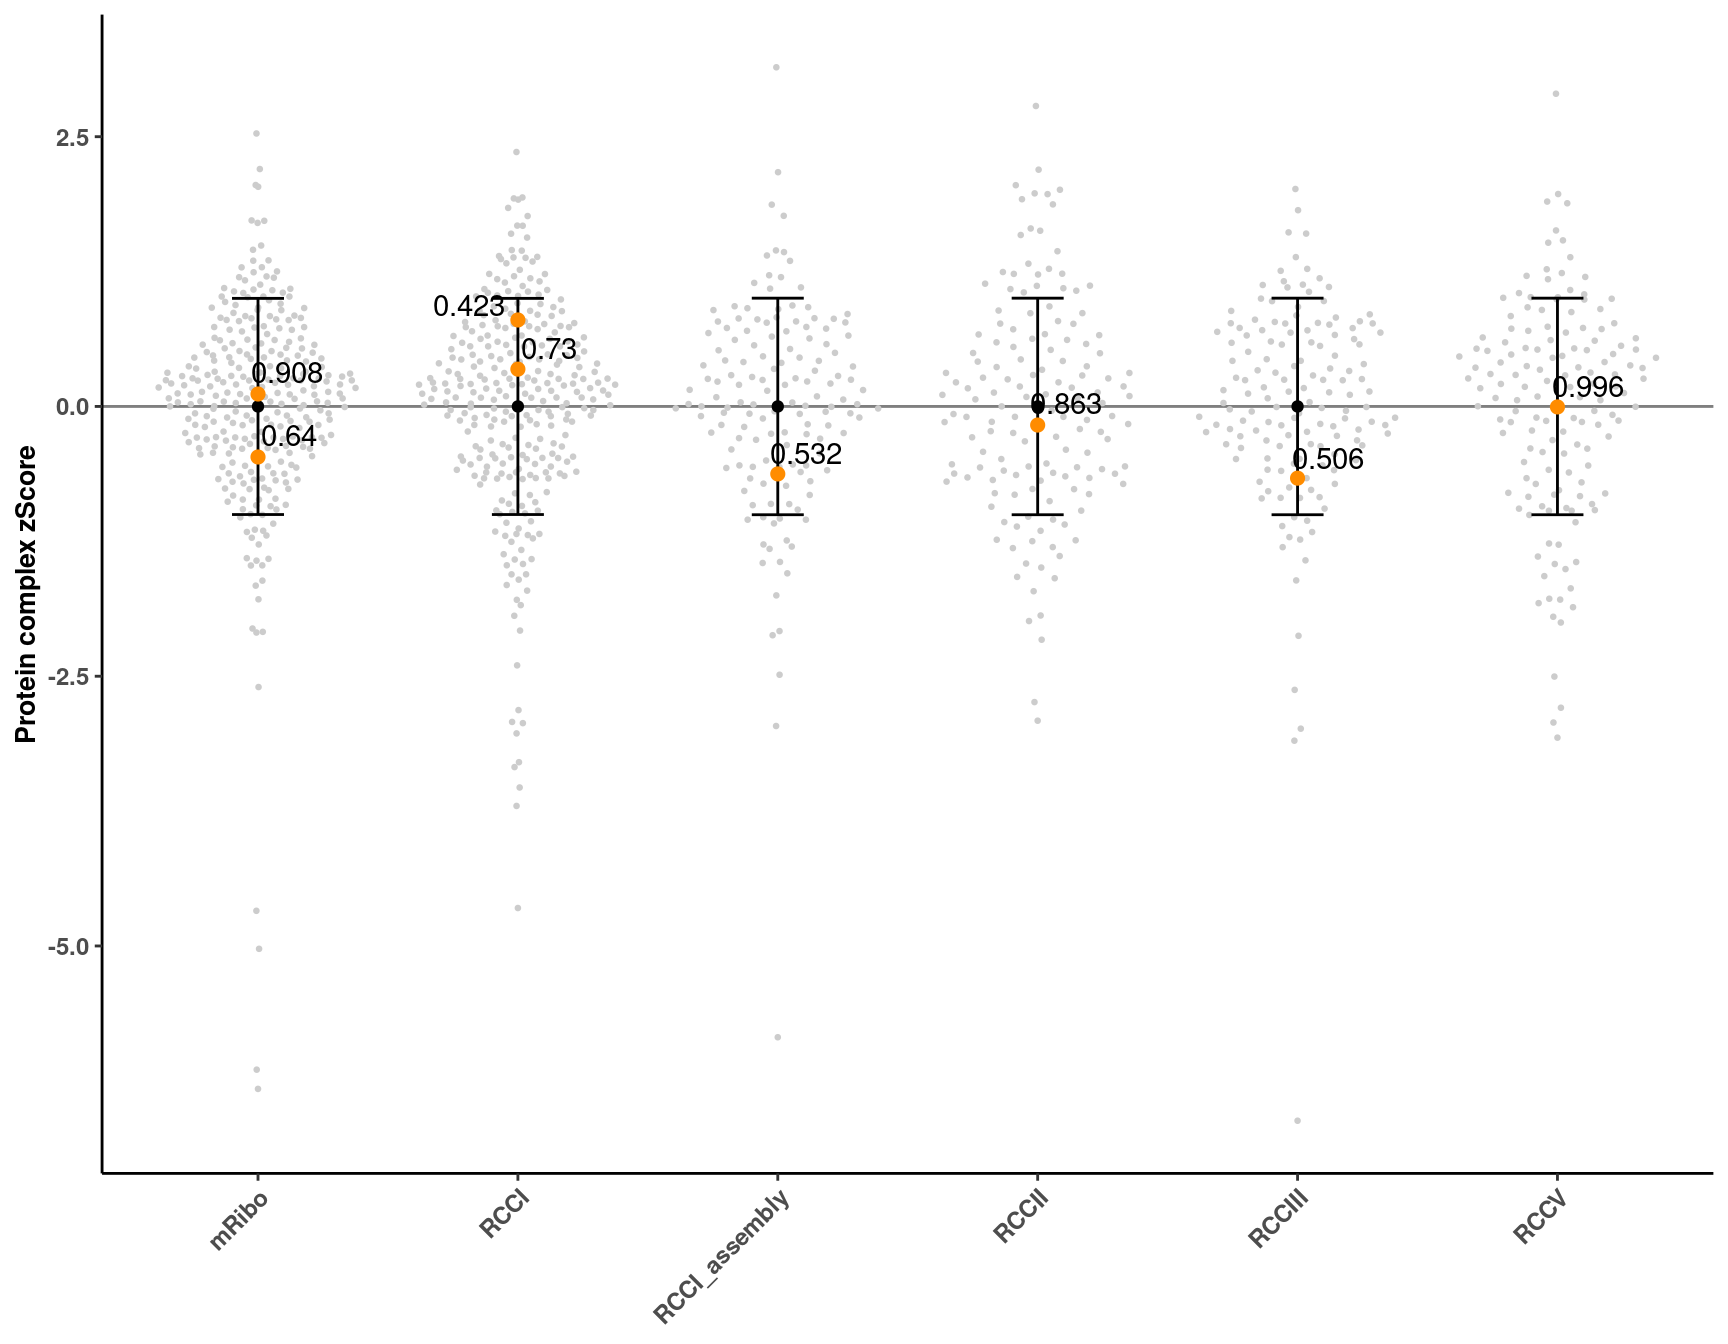 Protein complex zScore
2.5
0.0
-2.5
-5.0
0.908
0.64
0.423
0.73
0.532
0.863
0.506
0.996
mRibo
RCCI
RCCI_assembly
RCCII
RCCIII
RCCV